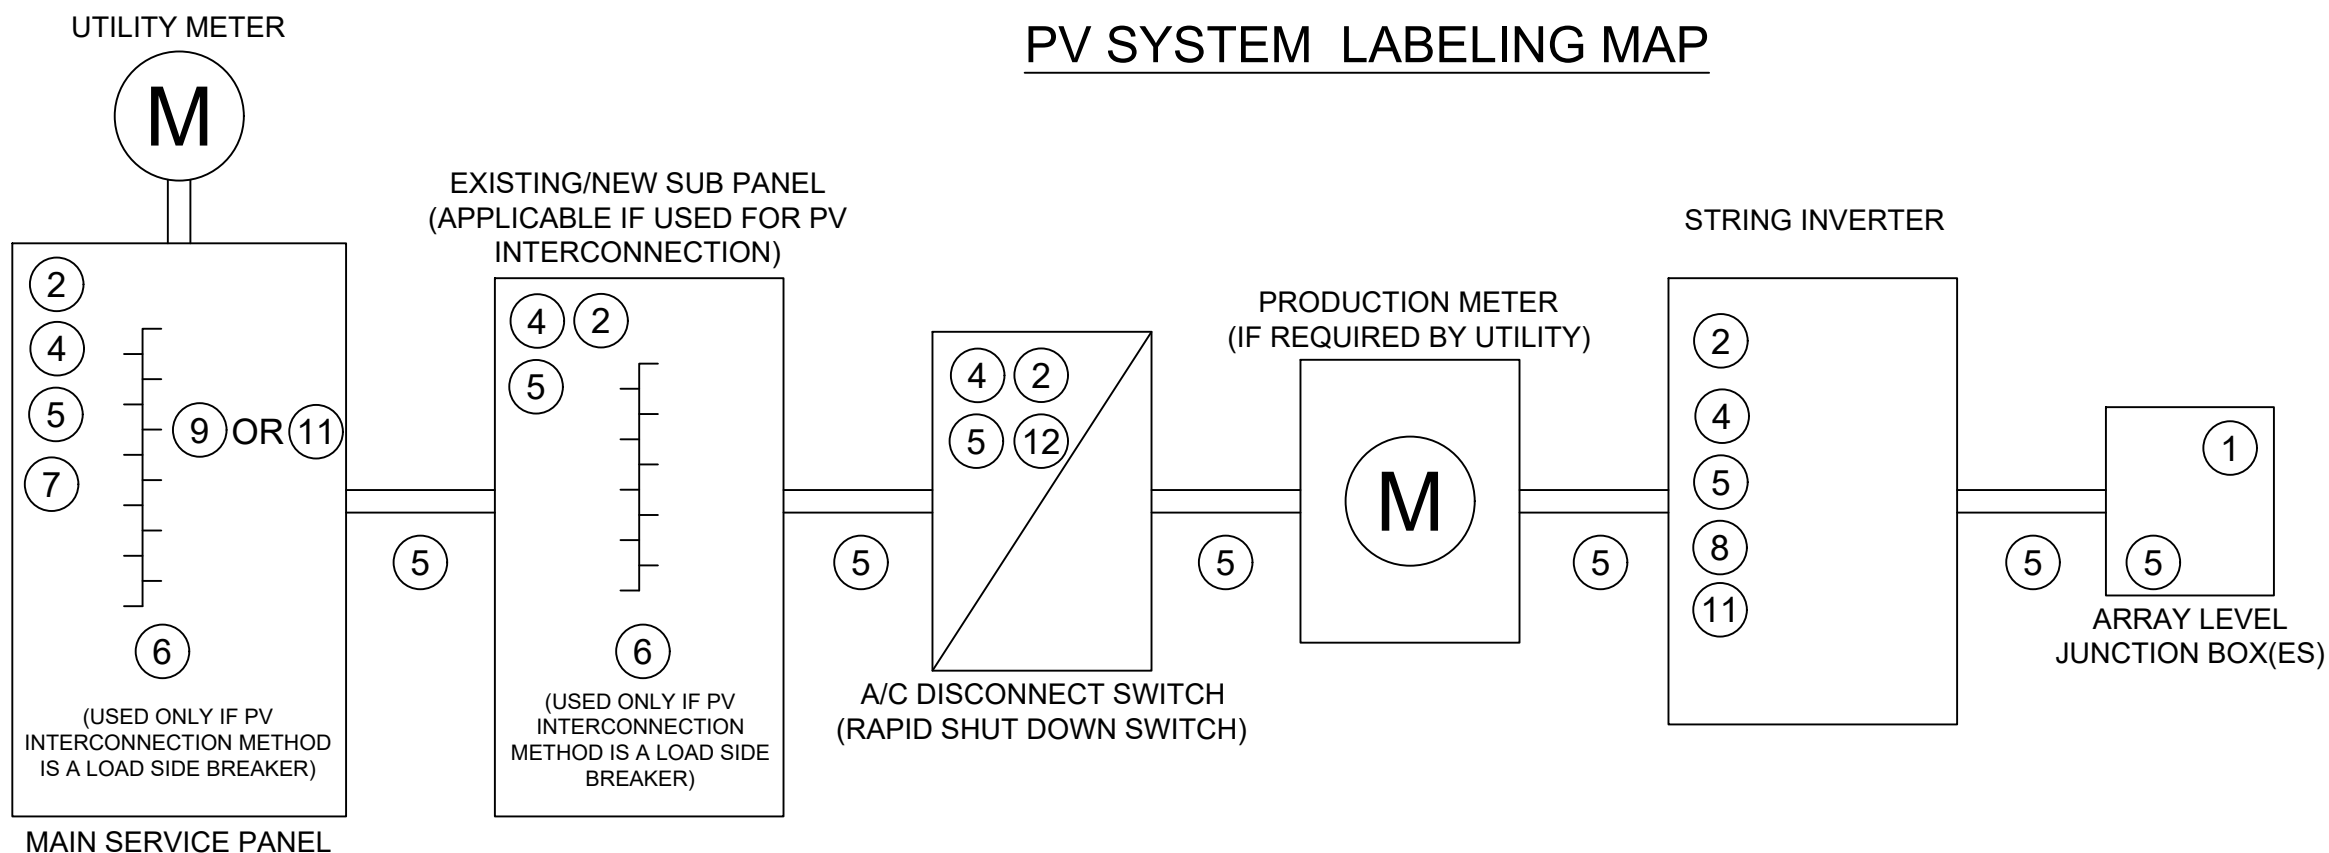 UTILITY METER
M
PV SYSTEM LABELING MAP
2
4
5
7
9 OR 11
6
(USED ONLY IF PV
INTERCONNECTION METHOD
IS A LOAD SIDE BREAKER)
MAIN SERVICE PANEL
5
EXISTING/NEW SUB PANEL
(APPLICABLE IF USED FOR PV
INTERCONNECTION)
4 2
5
6
(USED ONLY IF PV
INTERCONNECTION
METHOD IS A LOAD SIDE
BREAKER)
5
4 2
5 12
A/C DISCONNECT SWITCH
(RAPID SHUT DOWN SWITCH)
5
PRODUCTION METER
(IF REQUIRED BY UTILITY)
M
5
STRING INVERTER
2
4
5
8
11
5
1
5
ARRAY LEVEL
JUNCTION BOX(ES)